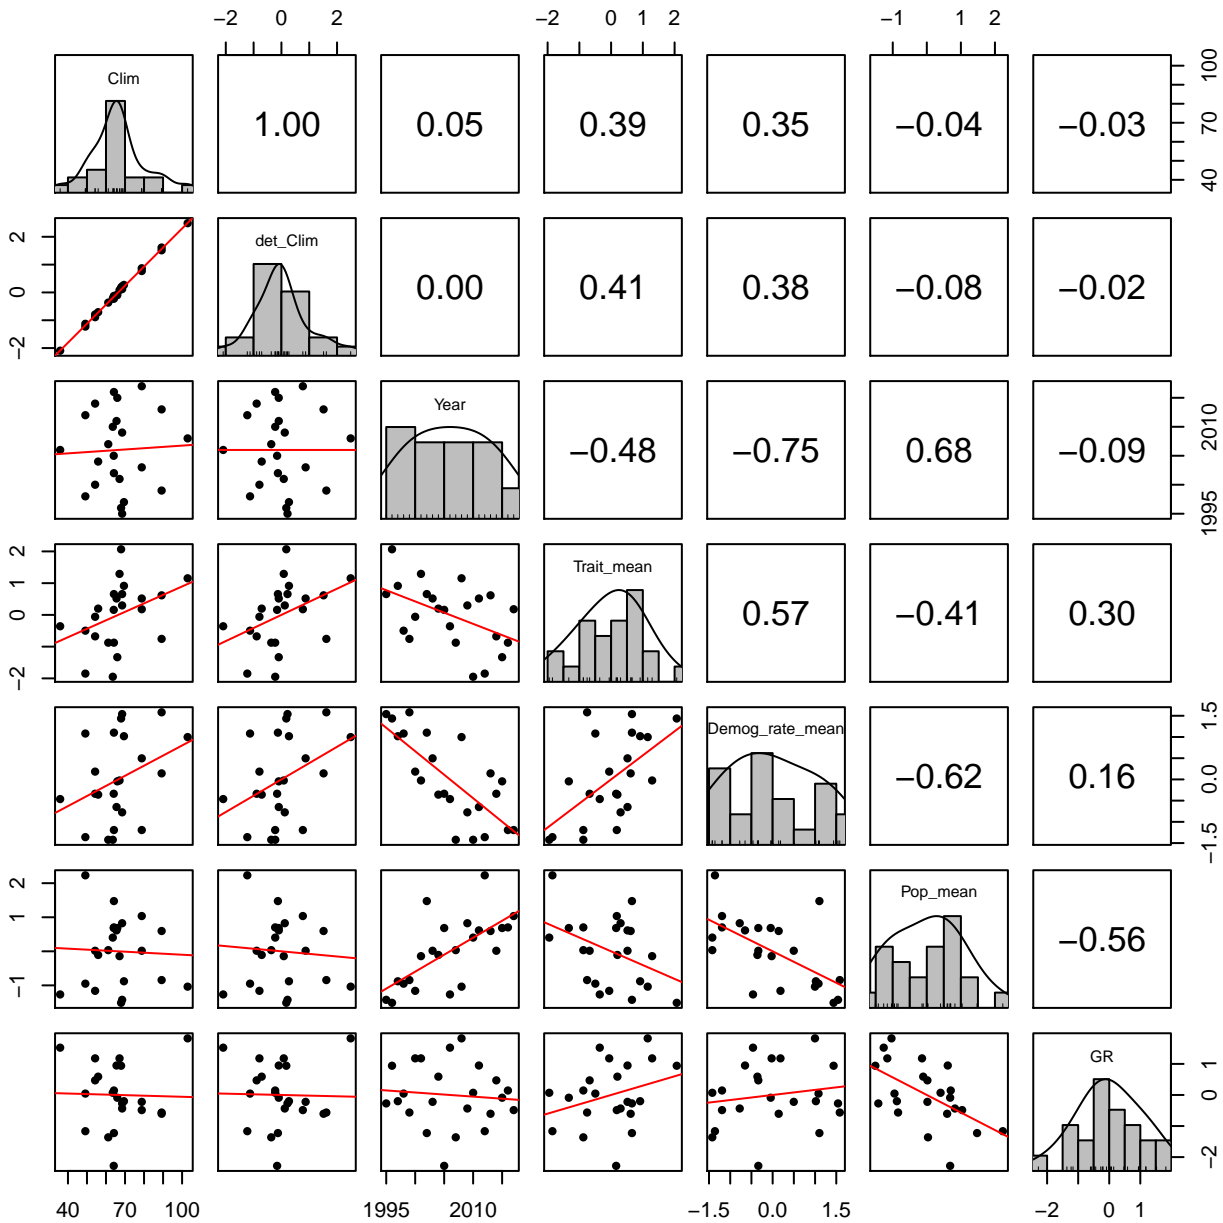 −2 0 2 −2 0 1 2 −1 1 2
Clim 1.00 0.05 0.39 0.35 −0.04 −0.03 40 70 100
−2 0 2 det_Clim 0.00 0.41 0.38 −0.08 −0.02
Year −0.48 −0.75 0.68 −0.09 1995 2010
−2 0 1 2 Trait_mean 0.57 −0.41 0.30
Demog_rate_mean −0.62 0.16 −1.5 0.0 1.5
−1 1 2 Pop_mean −0.56
GR −2 0 1
40 70 100 1995 2010 −1.5 0.0 1.5 −2 0 1